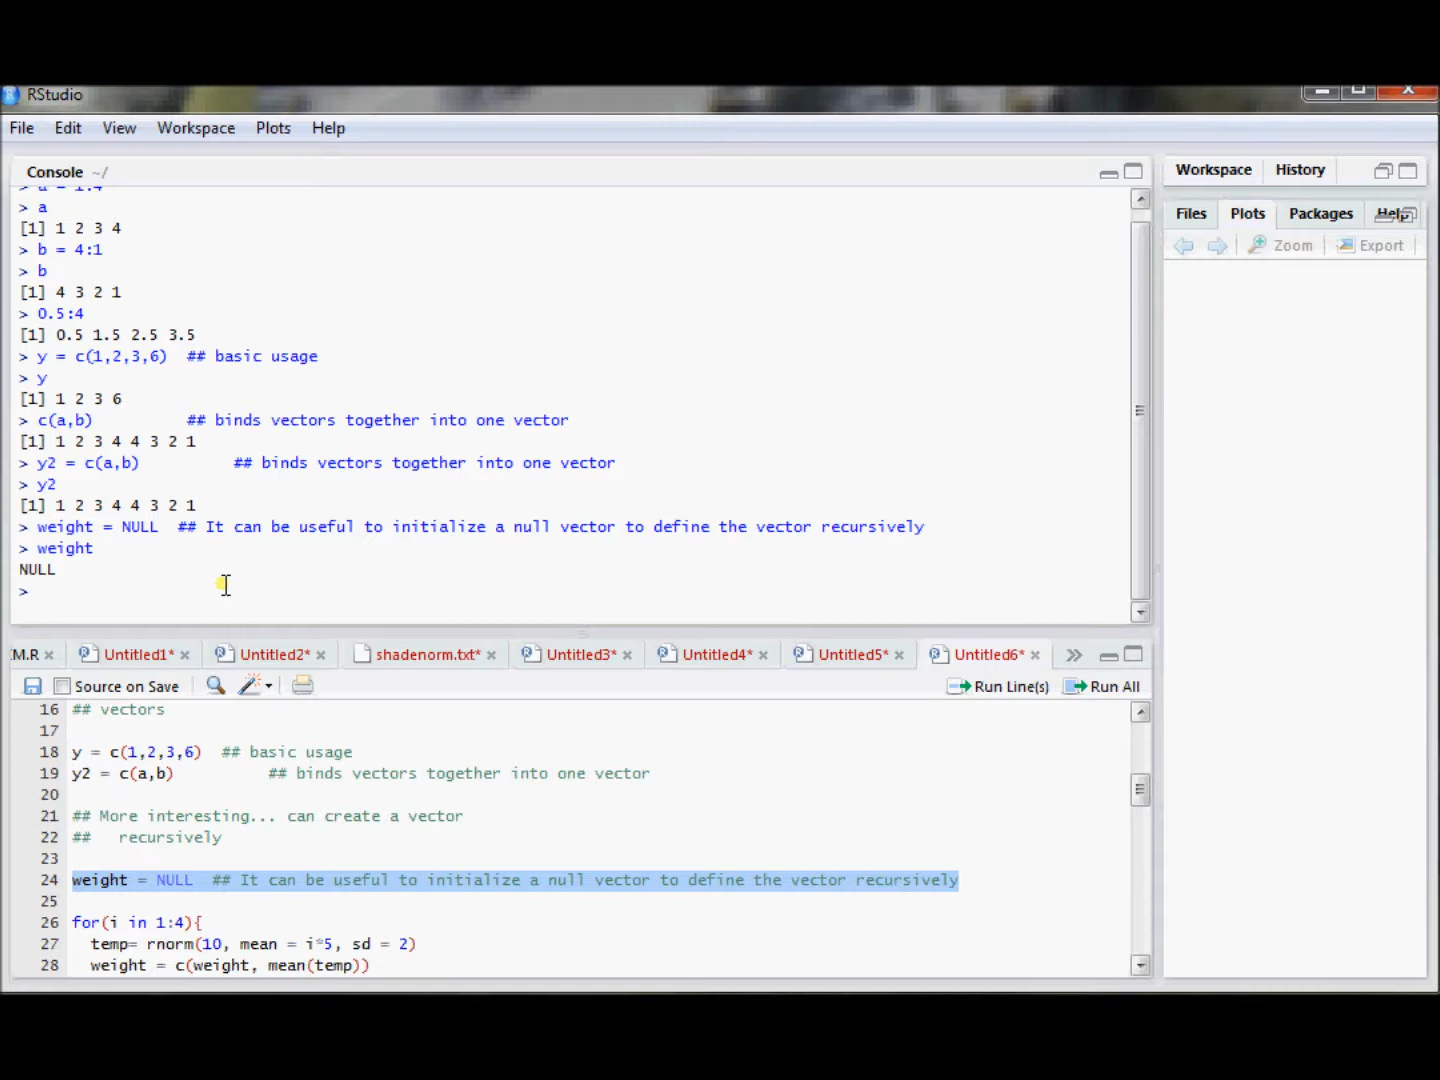 RStudio
File Edit View Workspace Plots Help
Console ~/
> a = 1:4
> a
[1] 1 2 3 4
> b = 4:1
> b
[1] 4 3 2 1
> 0.5:4
[1] 0.5 1.5 2.5 3.5
> y = c(1,2,3,6)  ## basic usage
> y
[1] 1 2 3 6
> c(a,b)          ## binds vectors together into one vector
[1] 1 2 3 4 4 3 2 1
> y2 = c(a,b)          ## binds vectors together into one vector
> y2
[1] 1 2 3 4 4 3 2 1
> weight = NULL  ## It can be useful to initialize a null vector to define the vector recursively
> weight
NULL
>
Workspace History
Files Plots Packages Help
Zoom Export
M.R Untitled1* Untitled2* shadenorm.txt* Untitled3* Untitled4* Untitled5* Untitled6*
Source on Save Run Line(s) Run All
16 ## vectors
17
18 y = c(1,2,3,6)  ## basic usage
19 y2 = c(a,b)          ## binds vectors together into one vector
20
21 ## More interesting... can create a vector
22 ##   recursively
23
24 weight = NULL  ## It can be useful to initialize a null vector to define the vector recursively
25
26 for(i in 1:4){
27   temp= rnorm(10, mean = i*5, sd = 2)
28   weight = c(weight, mean(temp))